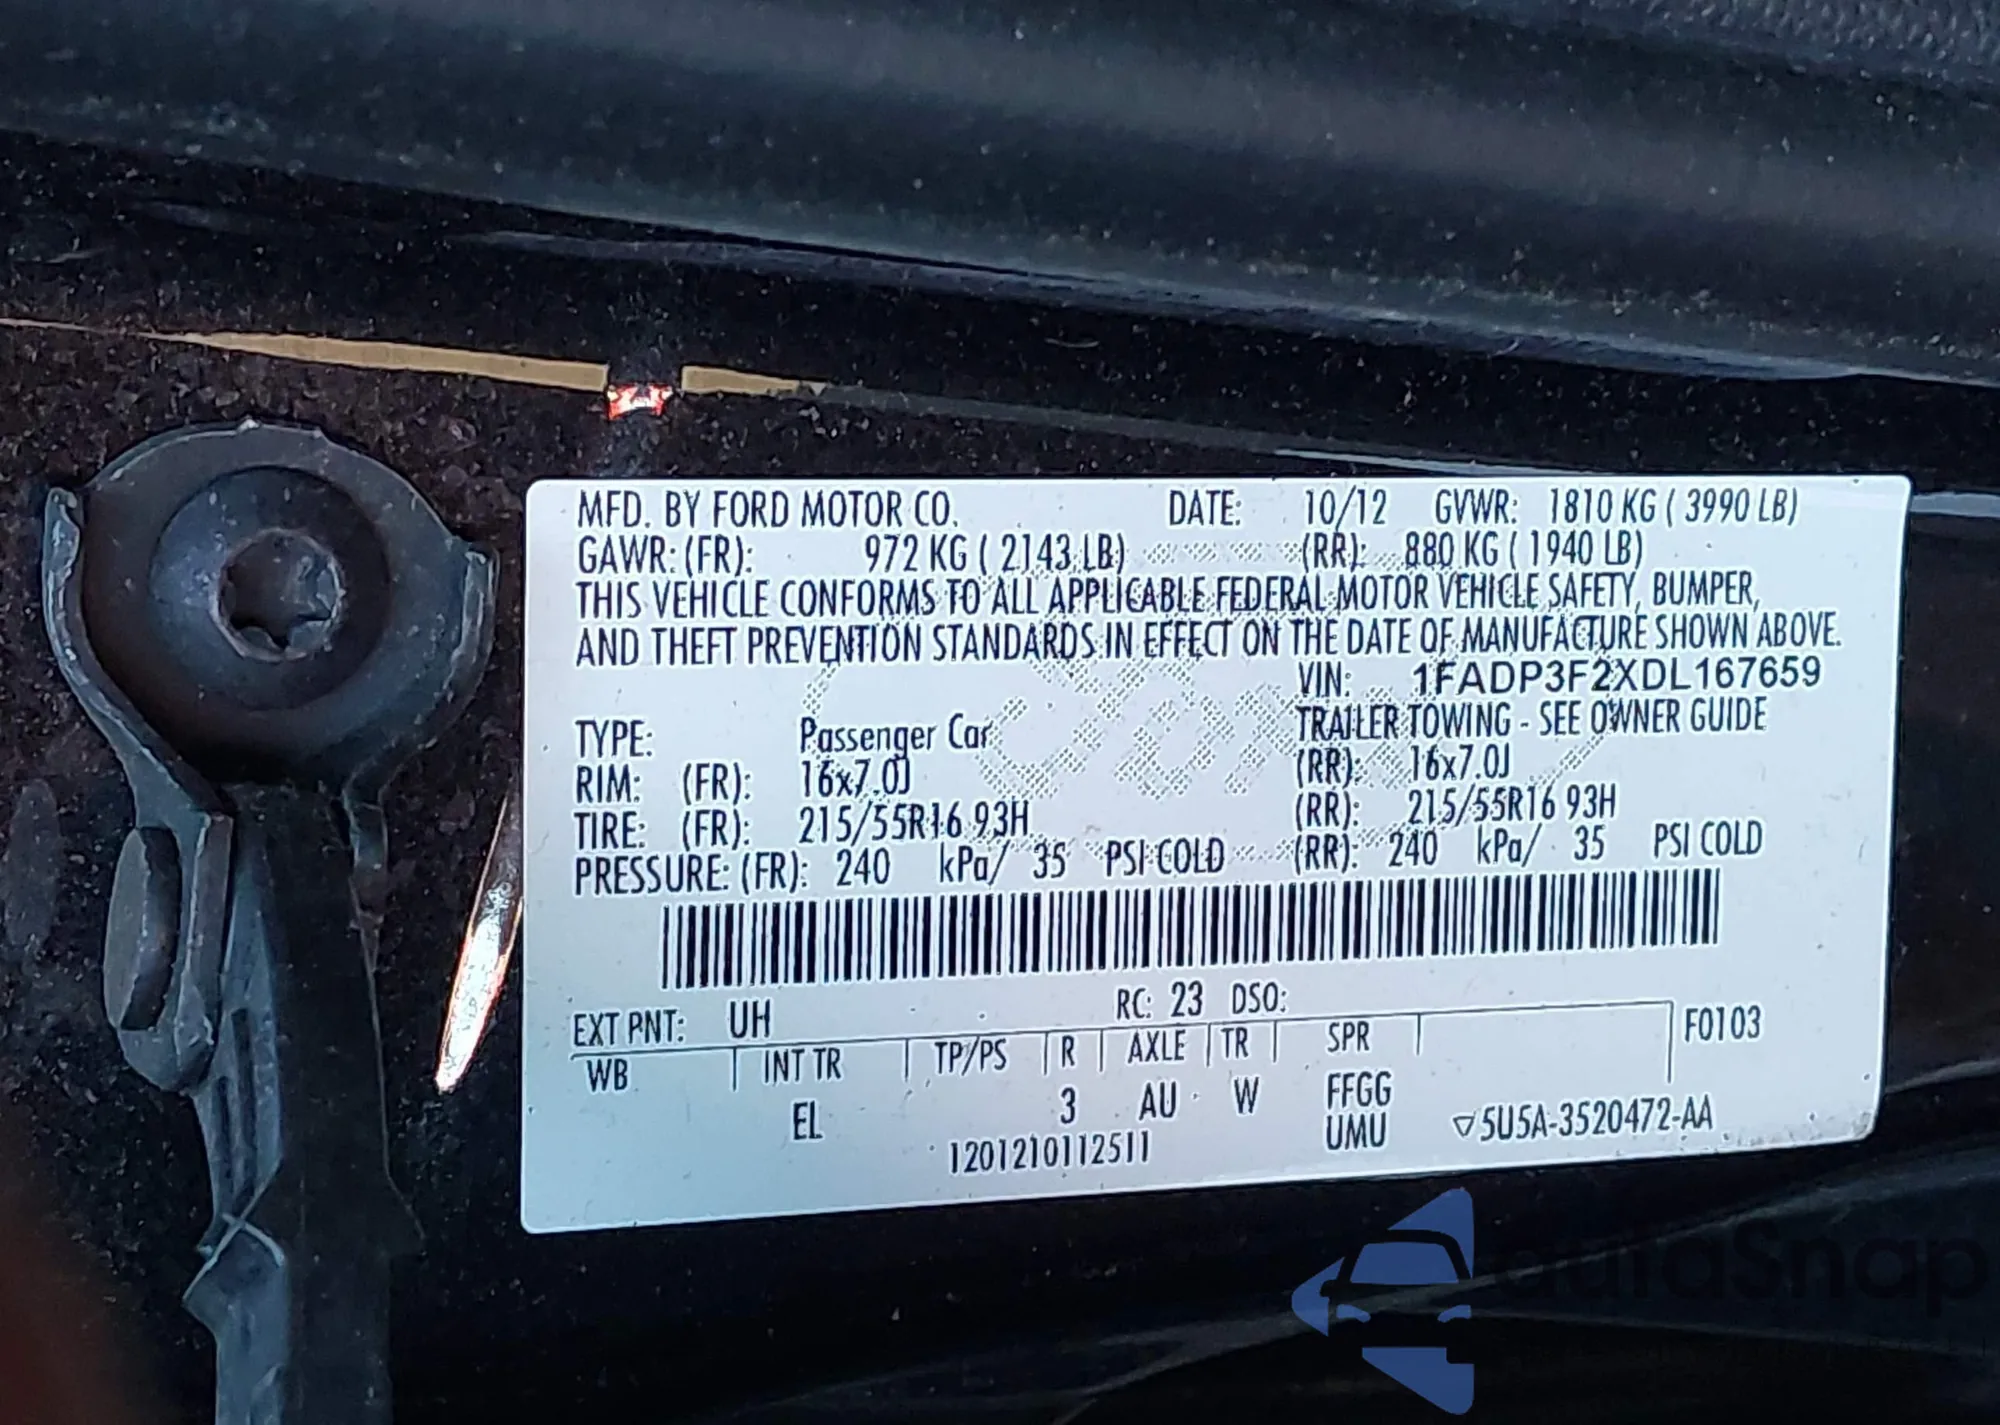 MFD. BY FORD MOTOR CO. DATE: 10/12 GVWR: 1810 KG ( 3990 LB)
GAWR: (FR): 972 KG ( 2143 LB) (RR): 880 KG ( 1940 LB)
THIS VEHICLE CONFORMS TO ALL APPLICABLE FEDERAL MOTOR VEHICLE SAFETY, BUMPER,
AND THEFT PREVENTION STANDARDS IN EFFECT ON THE DATE OF MANUFACTURE SHOWN ABOVE.
VIN: 1FADP3F2XDL167659
TYPE: Passenger Car TRAILER TOWING - SEE OWNER GUIDE
RIM: (FR): 16x7.0J (RR): 16x7.0J
TIRE: (FR): 215/55R16 93H (RR): 215/55R16 93H
PRESSURE: (FR): 240 kPa/ 35 PSI COLD (RR): 240 kPa/ 35 PSI COLD
EXT PNT: UH RC: 23 DSO:
WB INT TR TP/PS R AXLE TR SPR F0103
EL 3 AU W FFGG
UMU
1201210112511 5U5A-3520472-AA
autoSnap